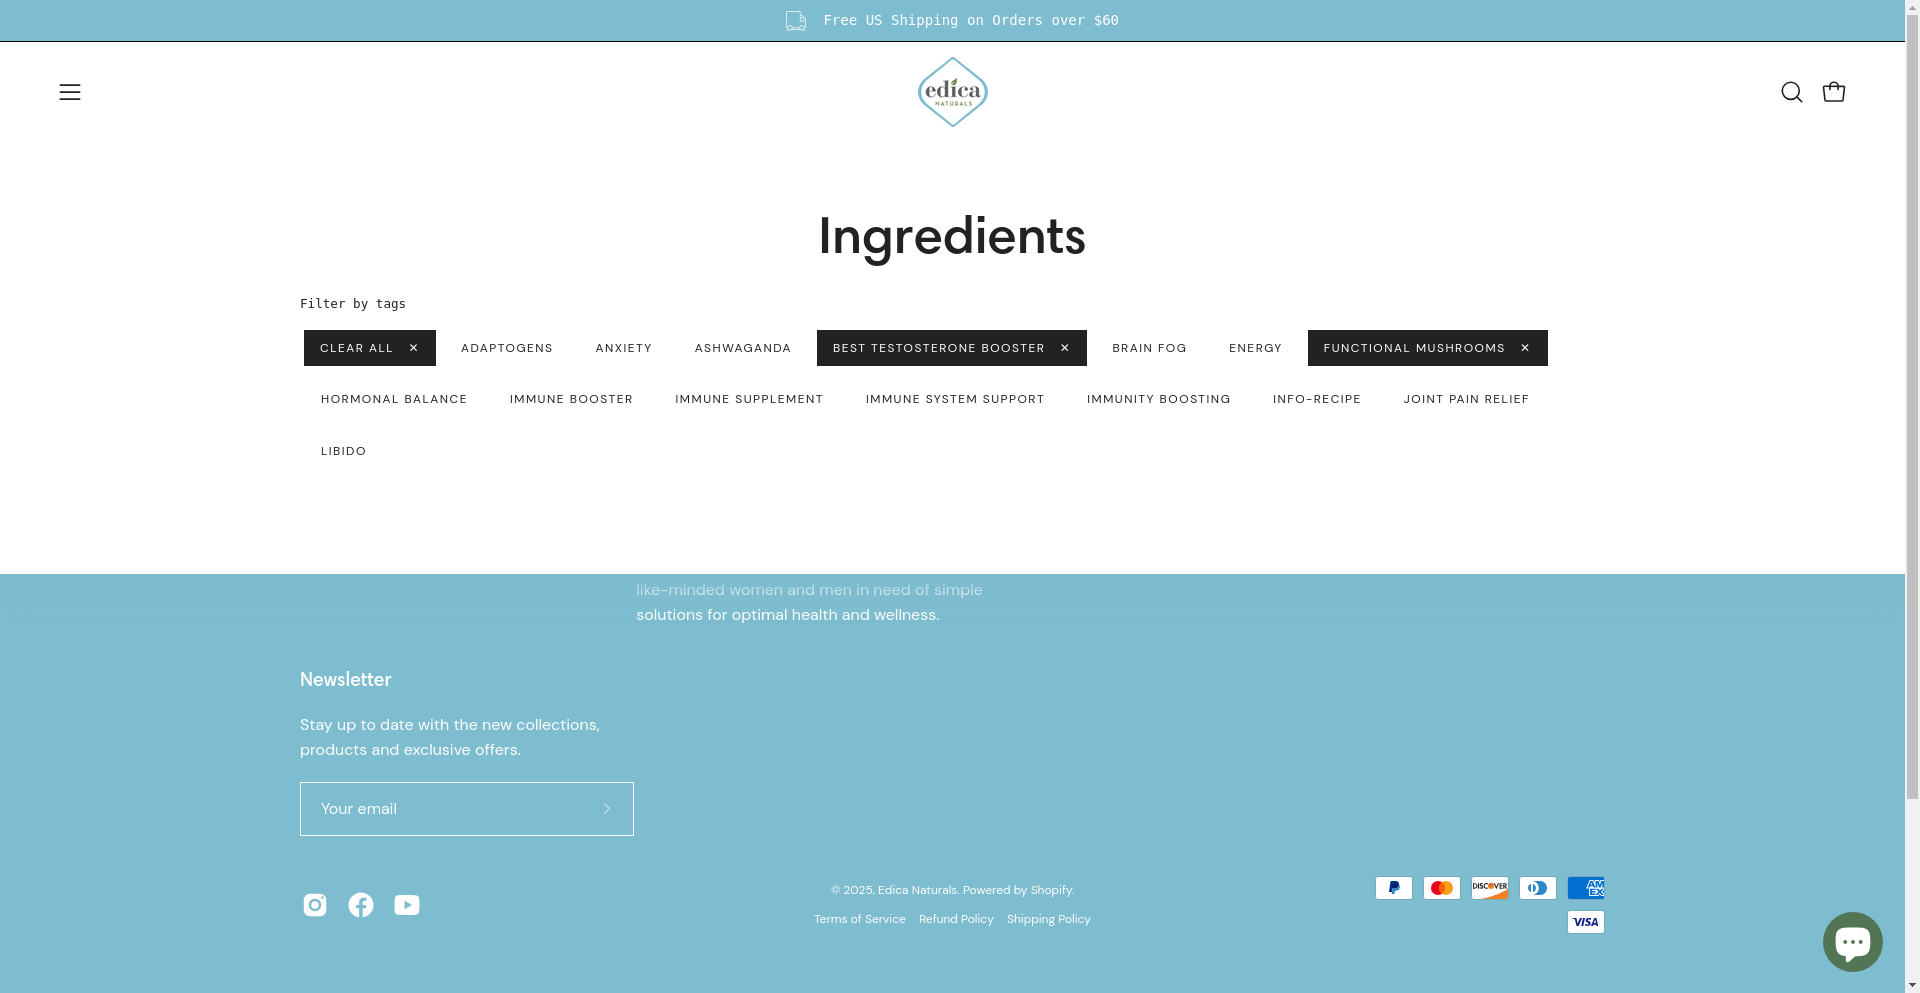 Free US Shipping on Orders over $60
edica
NATURALS
Ingredients
Filter by tags
CLEAR ALL ✕ ADAPTOGENS ANXIETY ASHWAGANDA BEST TESTOSTERONE BOOSTER ✕ BRAIN FOG ENERGY FUNCTIONAL MUSHROOMS ✕
HORMONAL BALANCE IMMUNE BOOSTER IMMUNE SUPPLEMENT IMMUNE SYSTEM SUPPORT IMMUNITY BOOSTING INFO-RECIPE JOINT PAIN RELIEF
LIBIDO
like-minded women and men in need of simple
solutions for optimal health and wellness.
Newsletter
Stay up to date with the new collections,
products and exclusive offers.
Your email
© 2025, Edica Naturals. Powered by Shopify.
Terms of Service Refund Policy Shipping Policy
DISCOVER
AM
EX
VISA